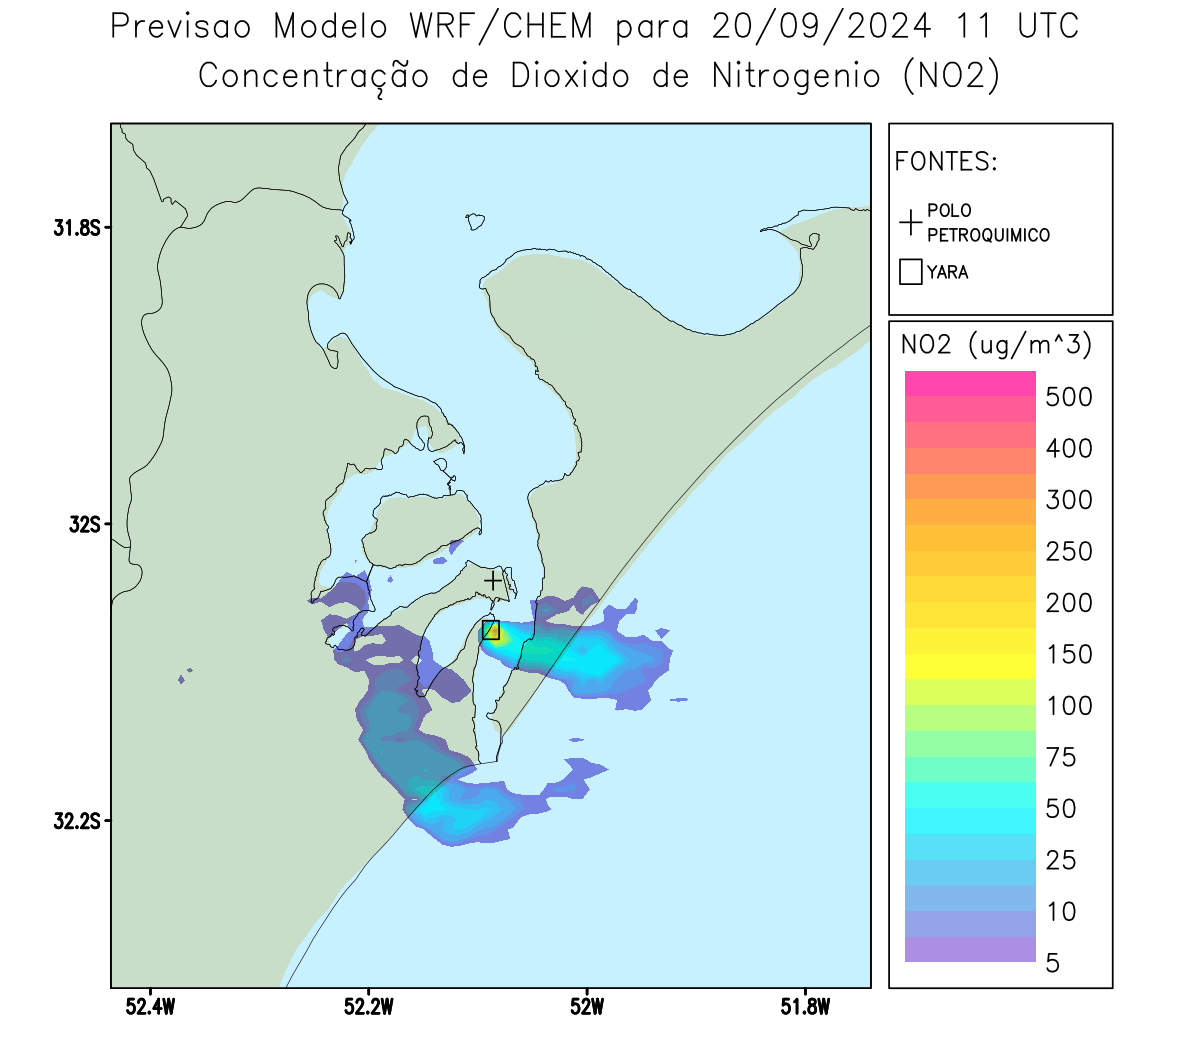 Previsao Modelo WRF/CHEM para 20/09/2024 11 UTC
Concentração de Dioxido de Nitrogenio (NO2)
FONTES:
POLO
PETROQUIMICO
YARA
NO2 (ug/m^3)
500
400
300
250
200
150
100
75
50
25
10
5
31.8S
32S
32.2S
52.4W
52.2W
52W
51.8W